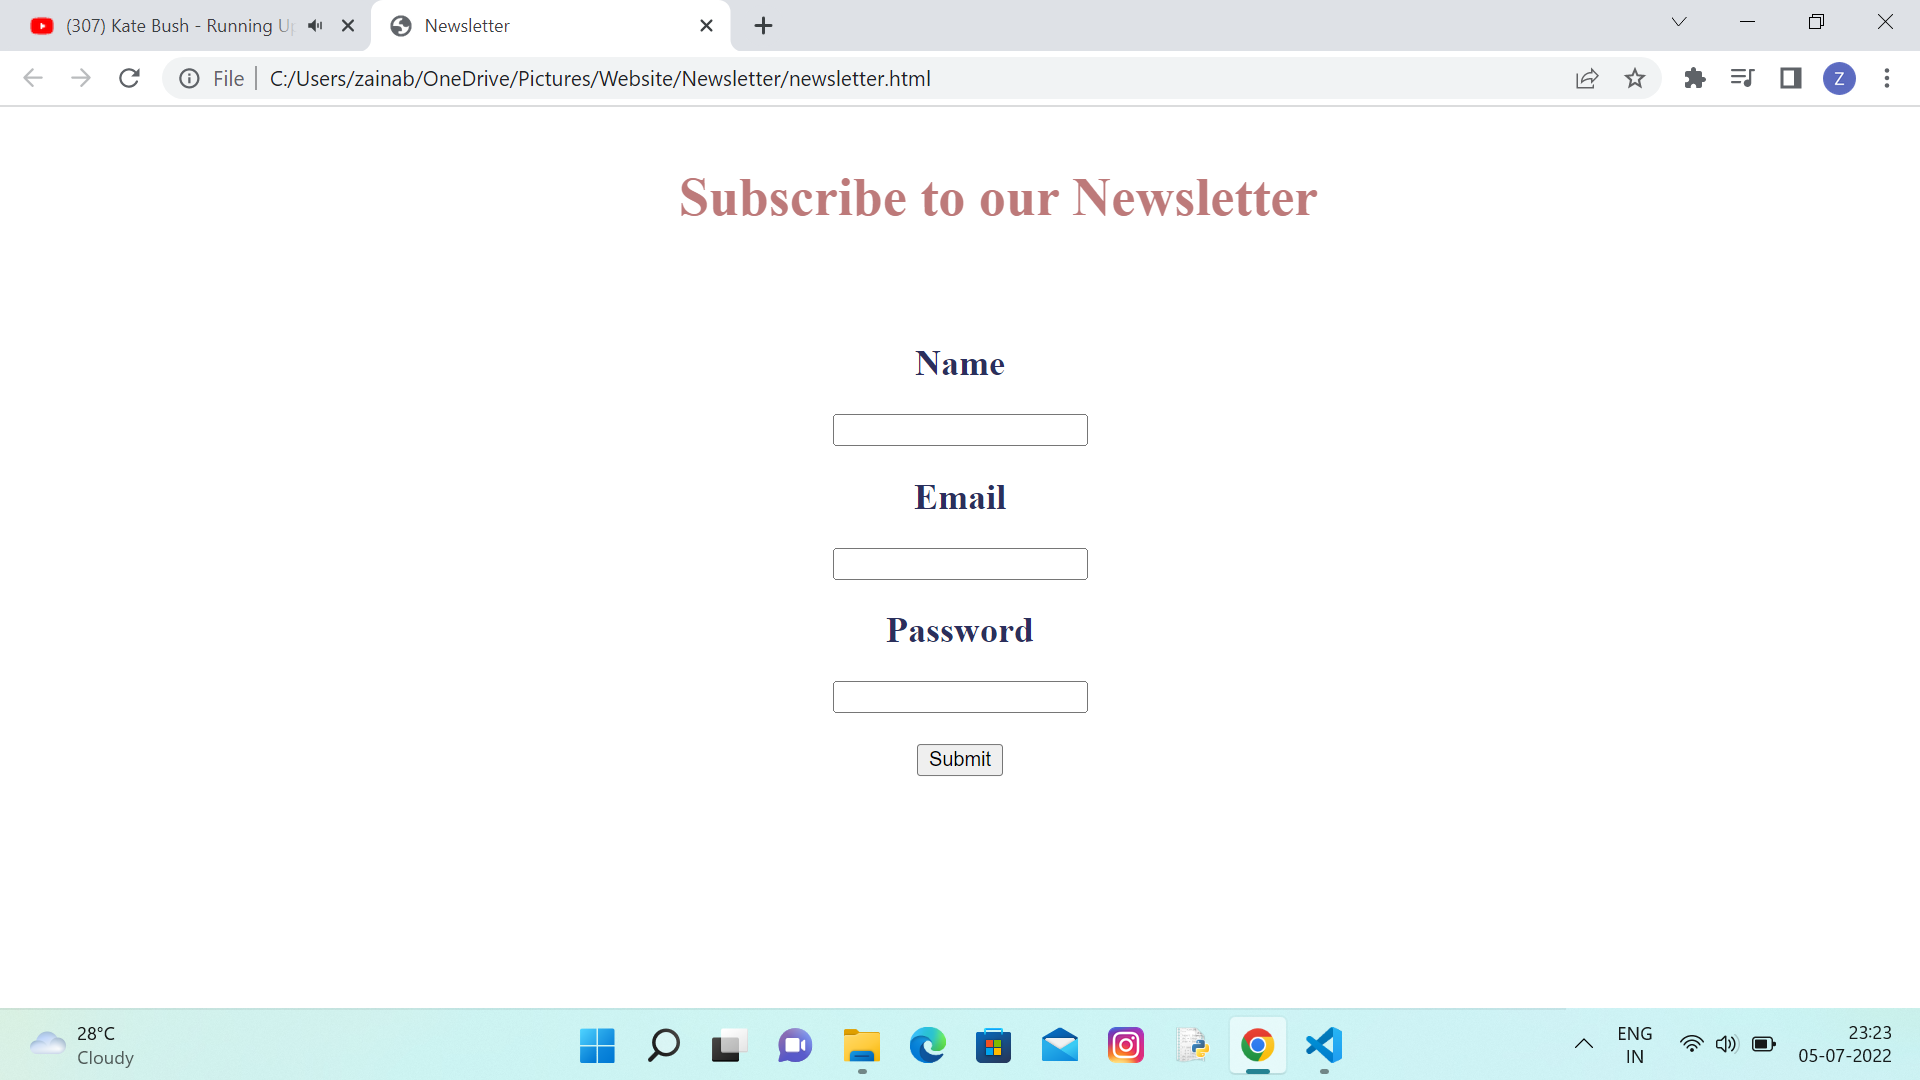 (307) Kate Bush - Running U
Newsletter
File
C:/Users/zainab/OneDrive/Pictures/Website/Newsletter/newsletter.html
Z
Subscribe to our Newsletter
Name
Email
Password
Submit
28°C
Cloudy
ENG
IN
23:23
05-07-2022